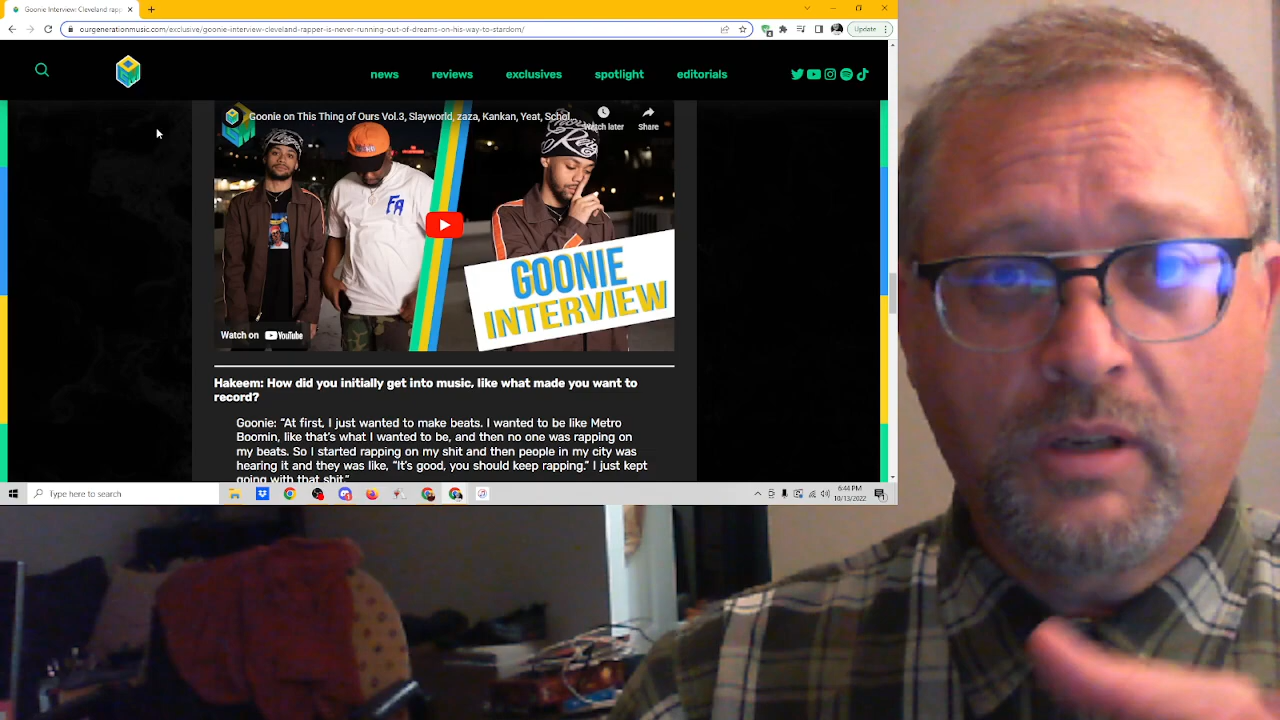 Goonie Interview: Cleveland rapp
ourgenerationmusic.com/exclusive/goonie-interview-cleveland-rapper-is-never-running-out-of-dreams-on-his-way-to-stardom/
Update
news
reviews
exclusives
spotlight
editorials
Goonie on This Thing of Ours Vol.3, Slayworld, zaza, Kankan, Yeat, Schol...
Watch later
Share
FA
GOONIE
INTERVIEW
Watch on YouTube
Hakeem: How did you initially get into music, like what made you want to
record?
Goonie: “At first, I just wanted to make beats. I wanted to be like Metro
Boomin, like that’s what I wanted to be, and then no one was rapping on
my beats. So I started rapping on my shit and then people in my city was
hearing it and they was like, “It’s good, you should keep rapping.” I just kept
going with that shit”
Type here to search
6:44 PM
10/13/2022